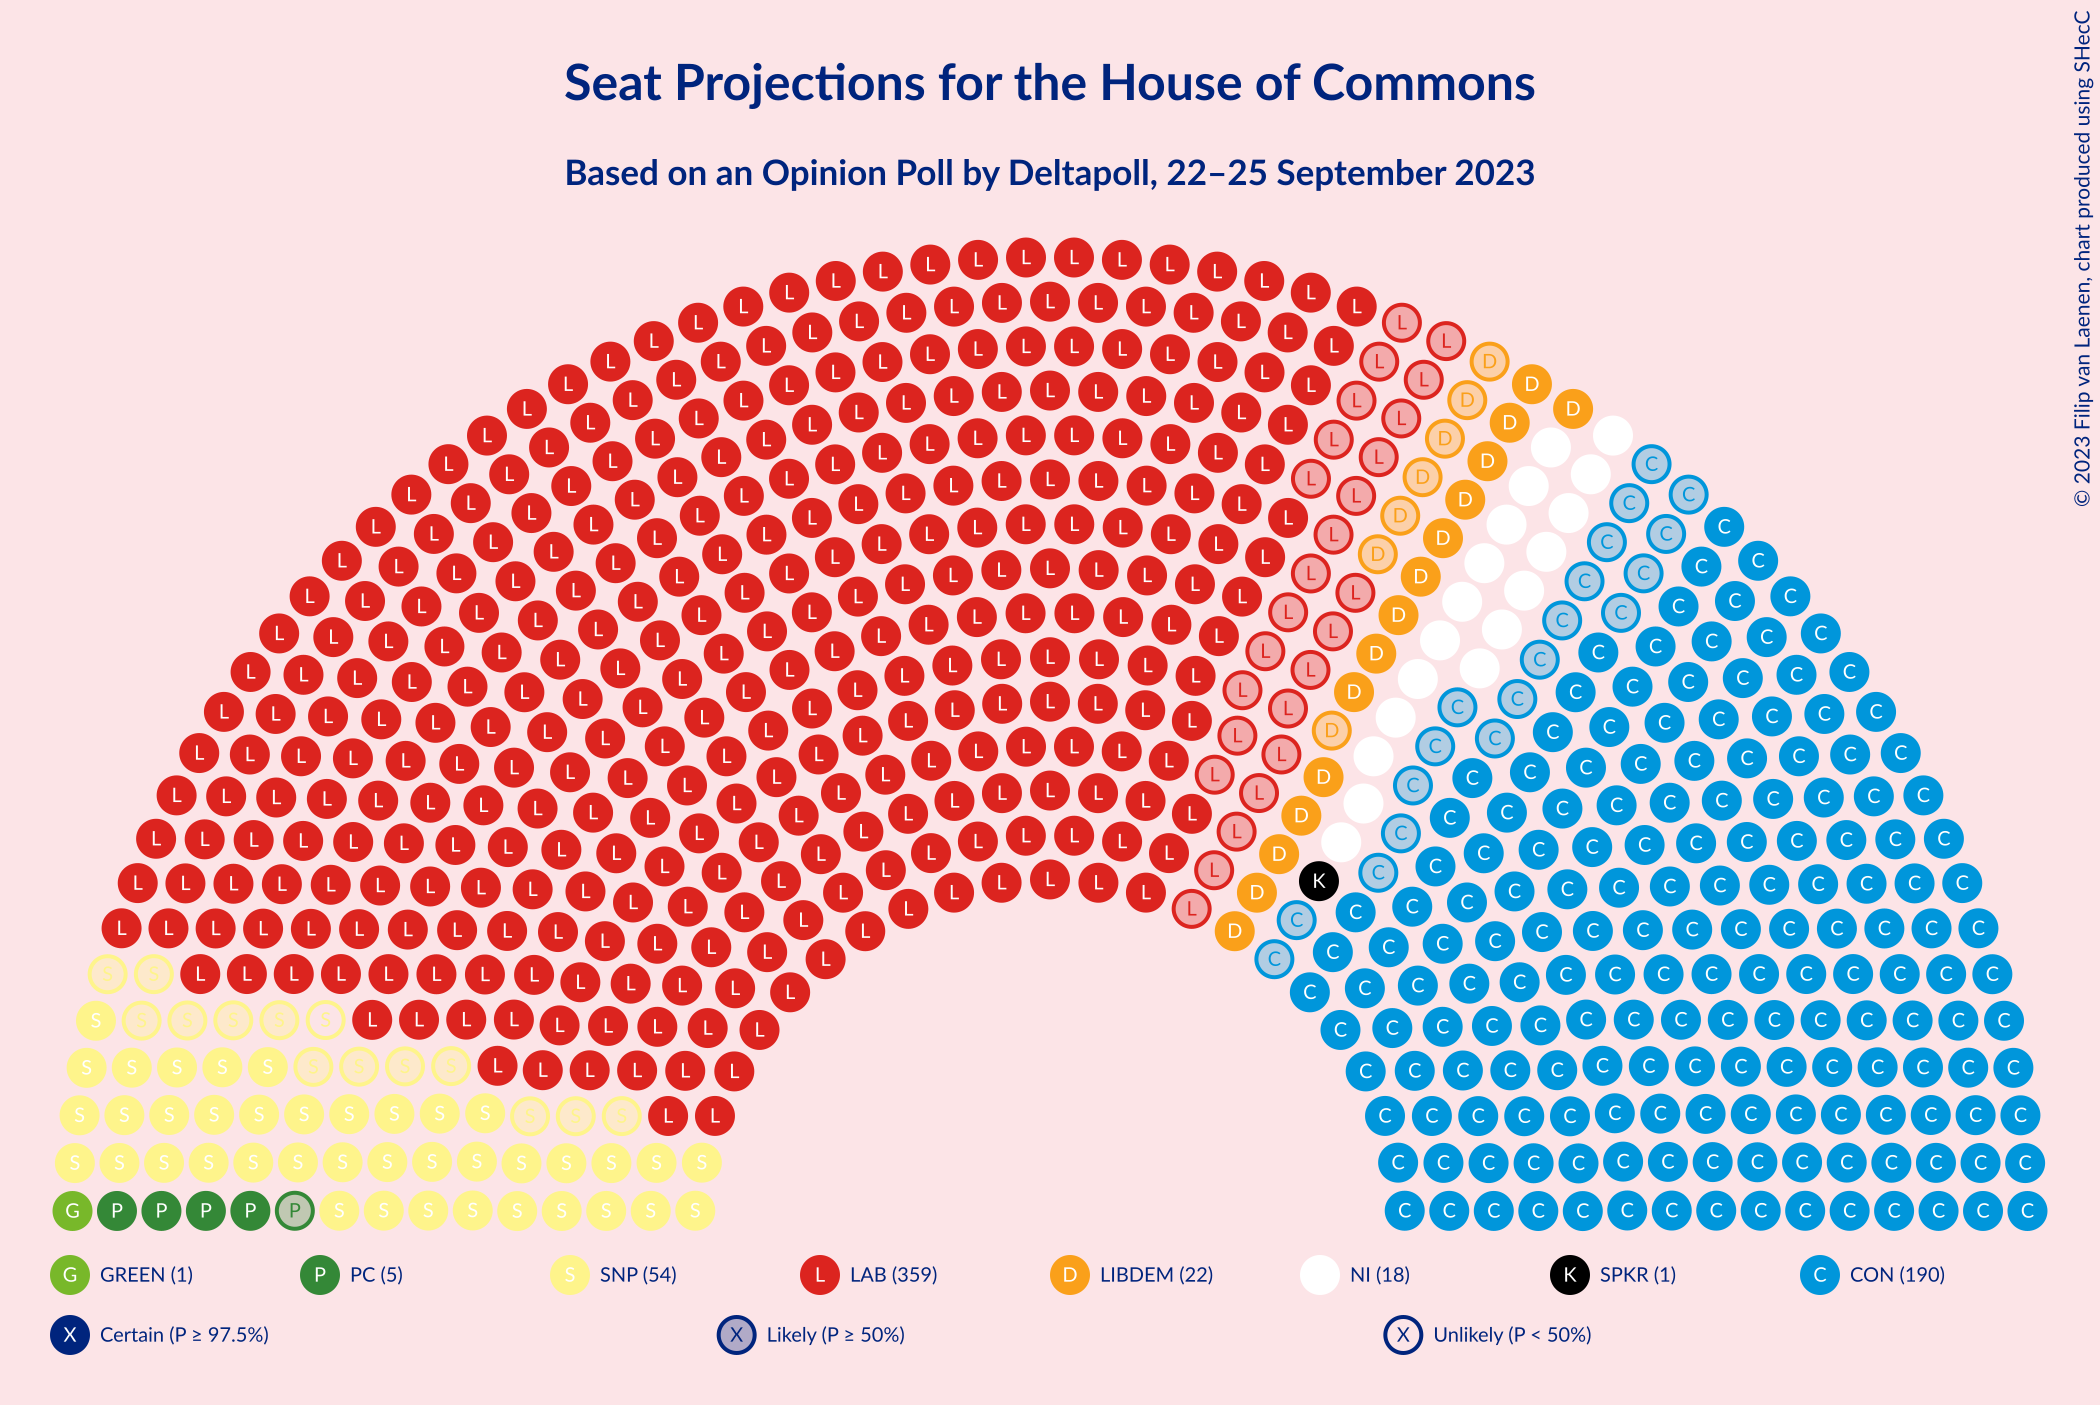 Seat Projections for the House of Commons
Based on an Opinion Poll by Deltapoll, 22–25 September 2023
© 2023 Filip van Laenen, chart produced using SHecC
G GREEN (1) P PC (5) S SNP (54) L LAB (359) D LIBDEM (22) NI (18) K SPKR (1) C CON (190)
X Certain (P ≥ 97.5%) X Likely (P ≥ 50%) X Unlikely (P < 50%)